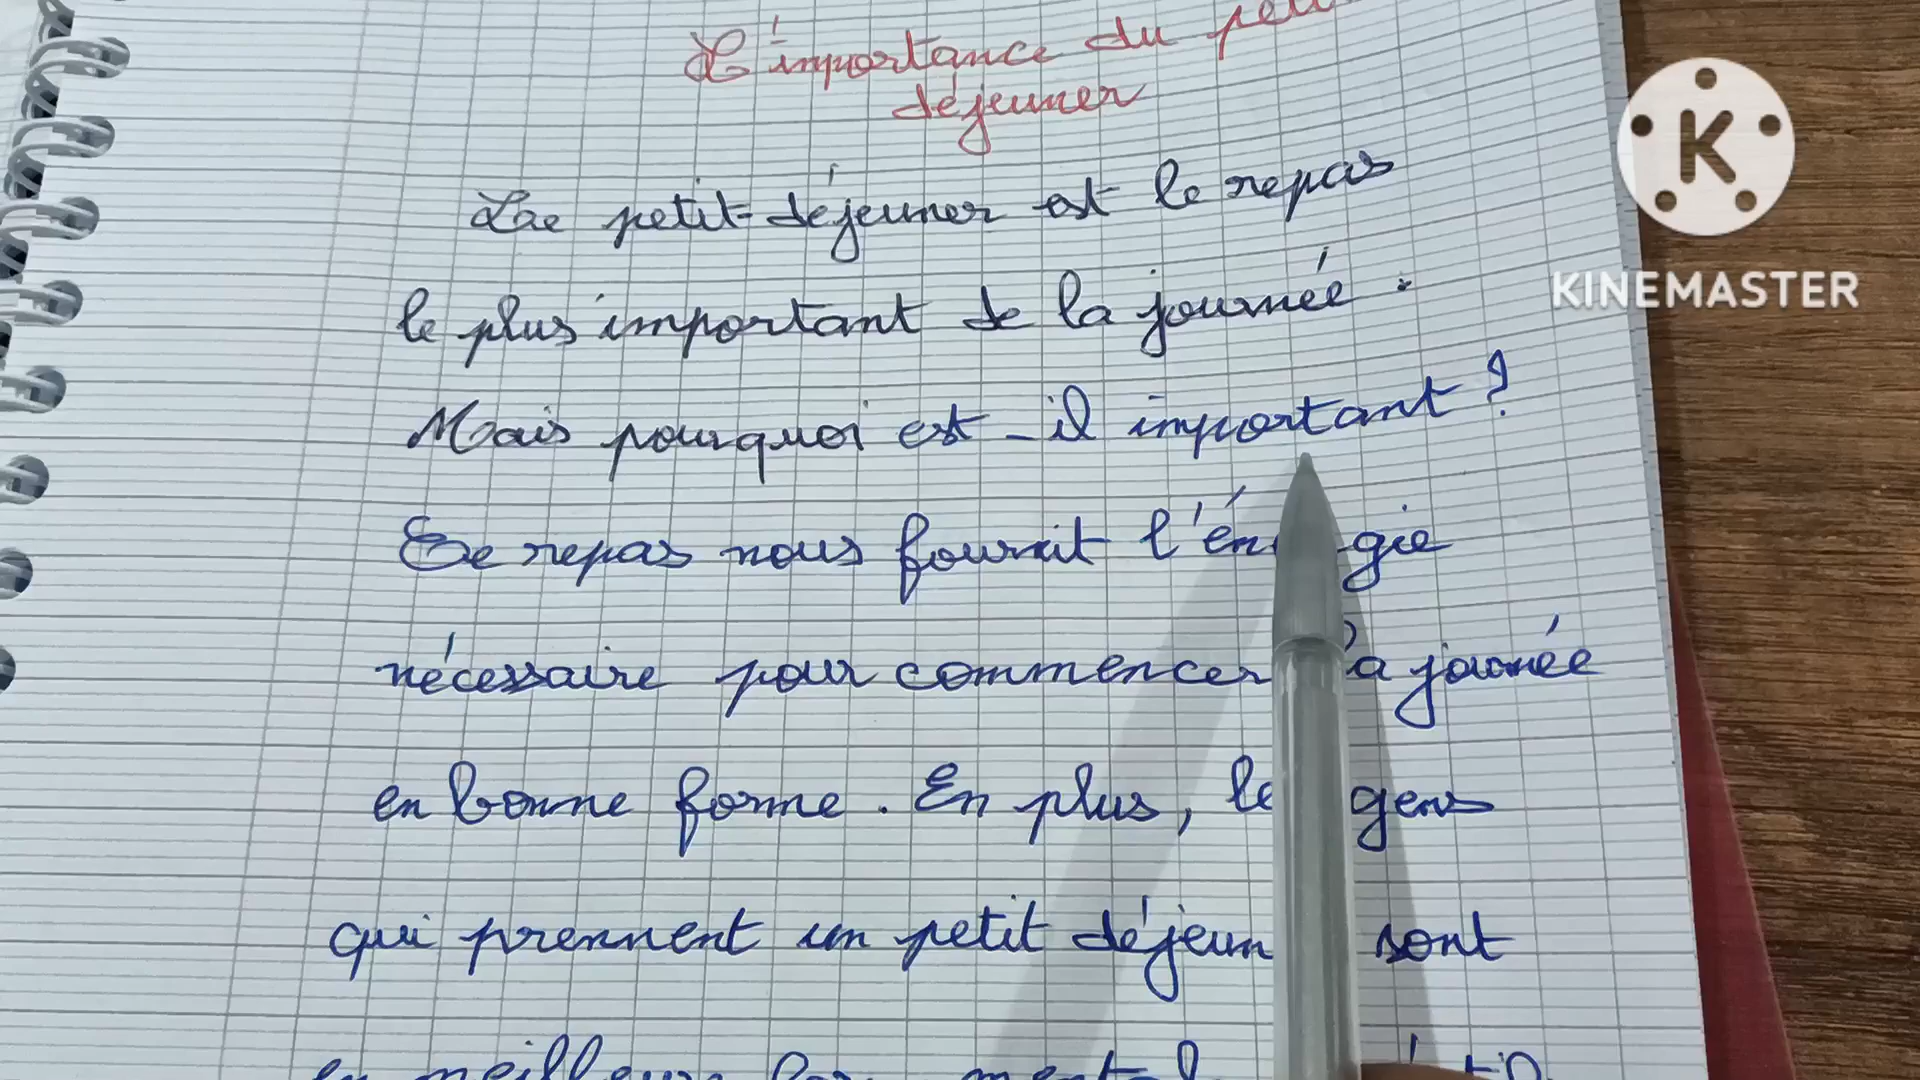 L'importance du peti
déjeuner
Le petit-déjeuner est le repas
le plus important de la journée.
Mais pourquoi est-il important?
Ce repas nous fournit l'én gie
nécessaire pour commencer la journée
en bonne forme. En plus, le gens
qui prennent un petit déjeun sont
KINEMASTER